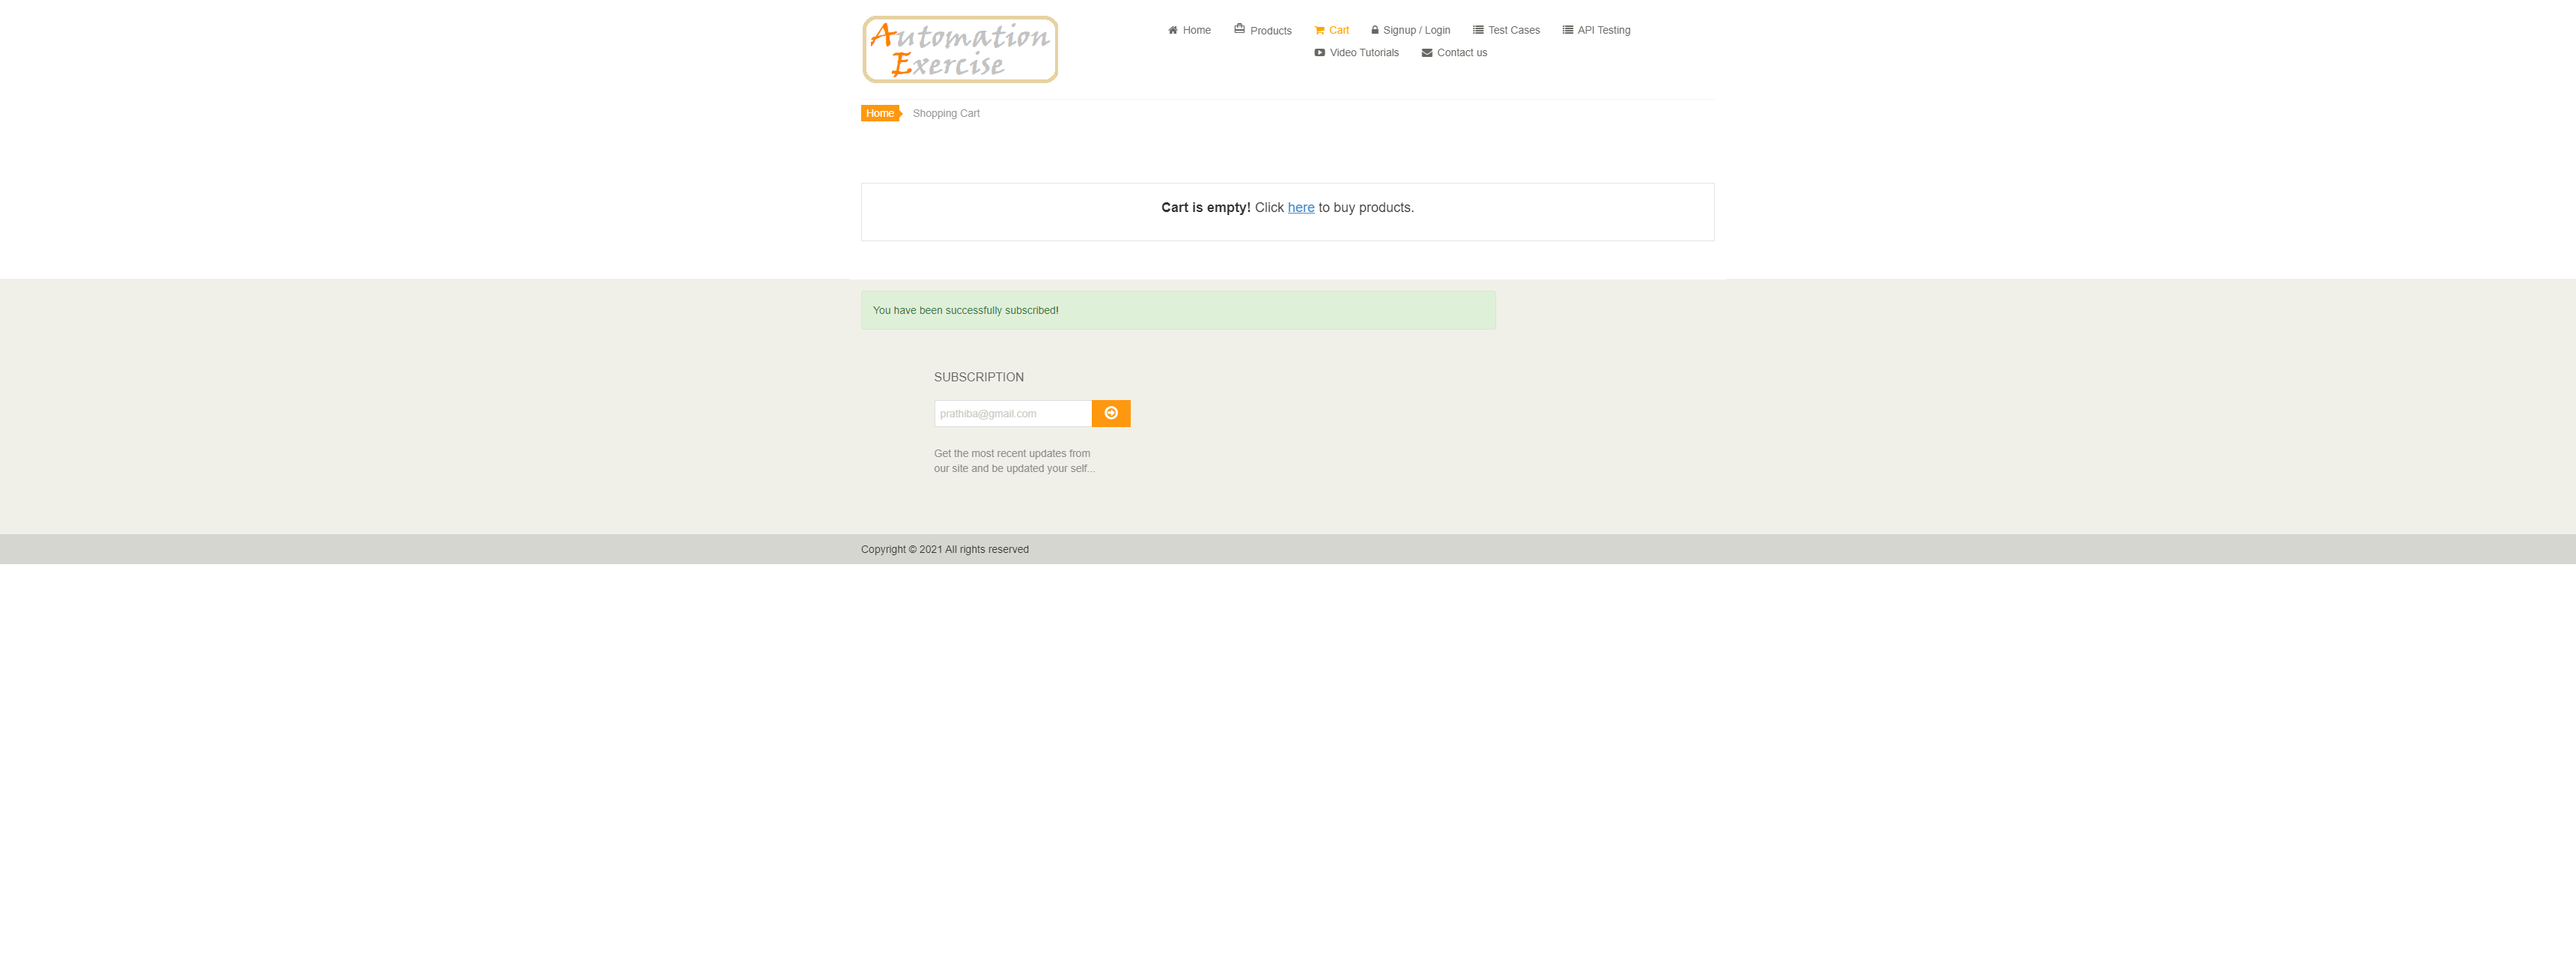 Automation
Exercise
Home Products Cart Signup / Login Test Cases API Testing
Video Tutorials Contact us
Home Shopping Cart
Cart is empty! Click here to buy products.
You have been successfully subscribed!
SUBSCRIPTION
prathiba@gmail.com
Get the most recent updates from
our site and be updated your self...
Copyright © 2021 All rights reserved